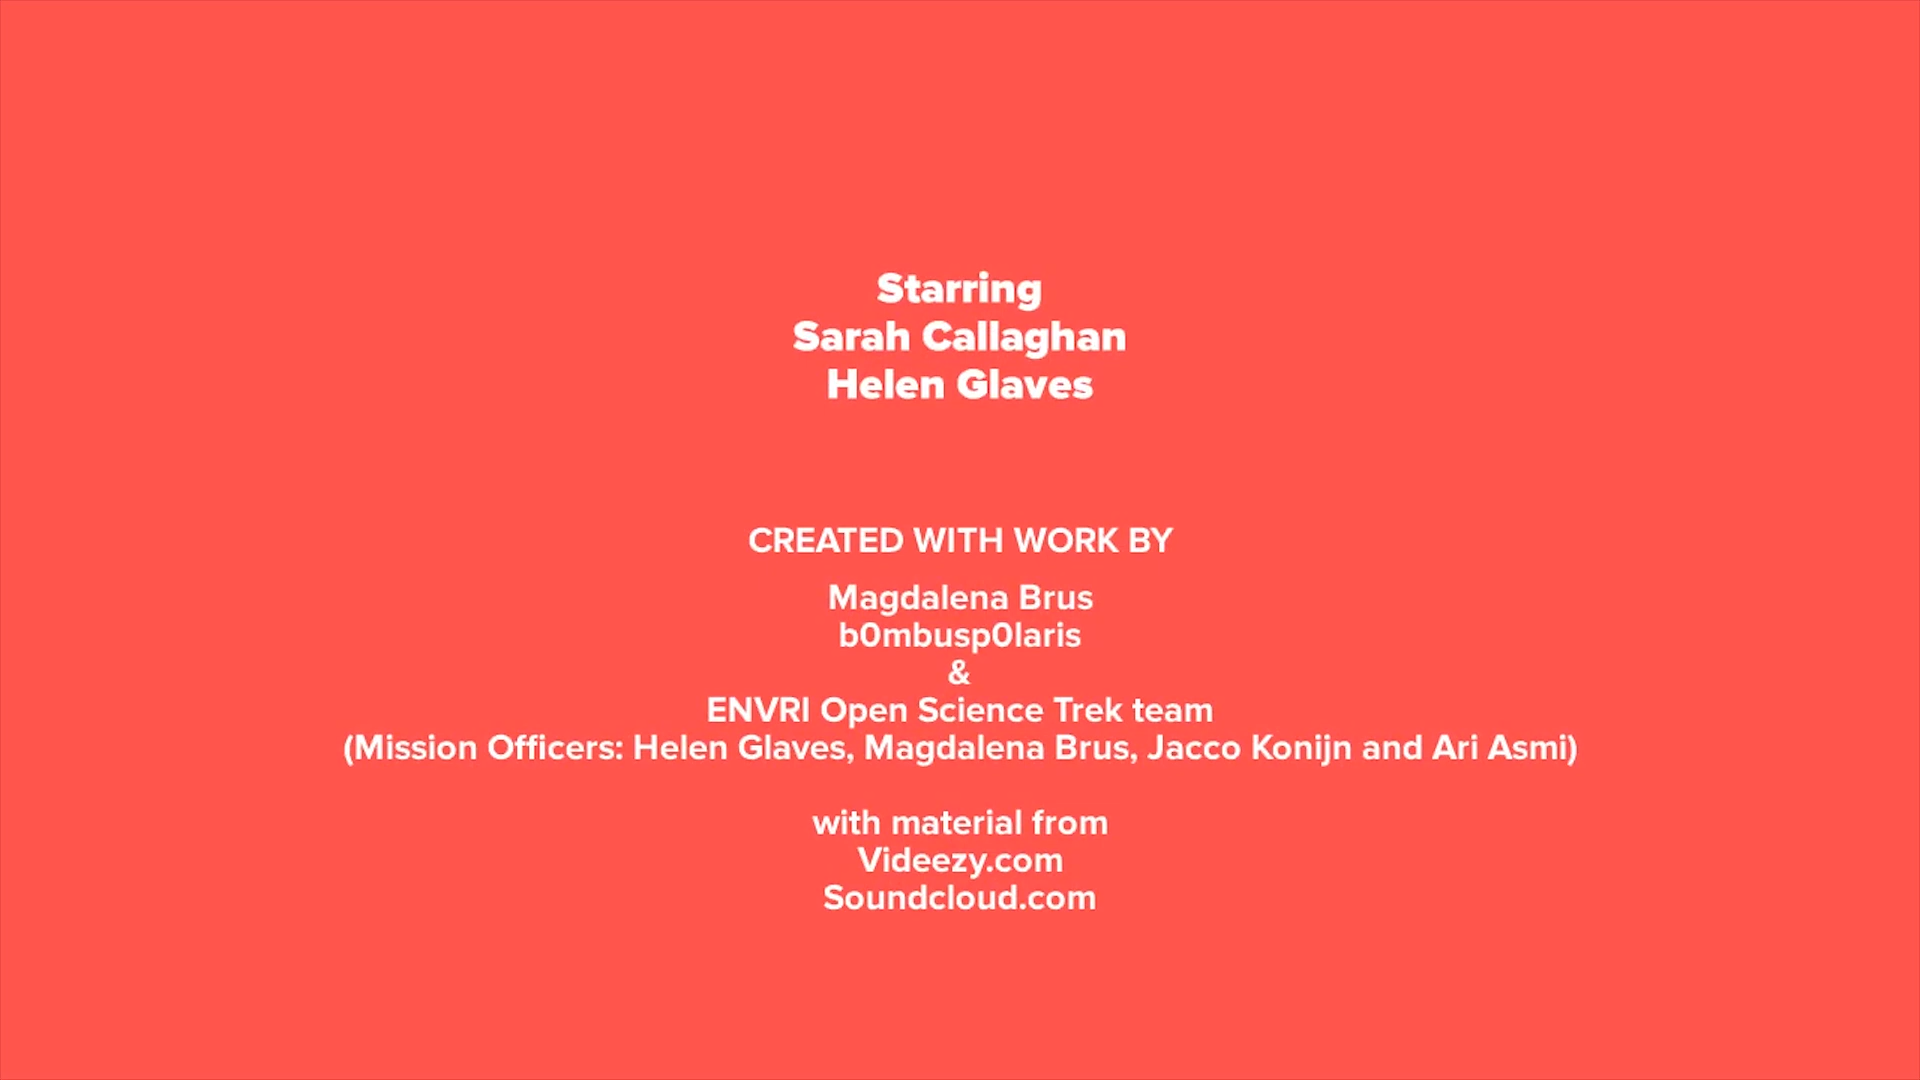 Starring
Sarah Callaghan
Helen Glaves
CREATED WITH WORK BY
Magdalena Brus
b0mbusp0laris
&
ENVRI Open Science Trek team
(Mission Officers: Helen Glaves, Magdalena Brus, Jacco Konijn and Ari Asmi)
with material from
Videezy.com
Soundcloud.com